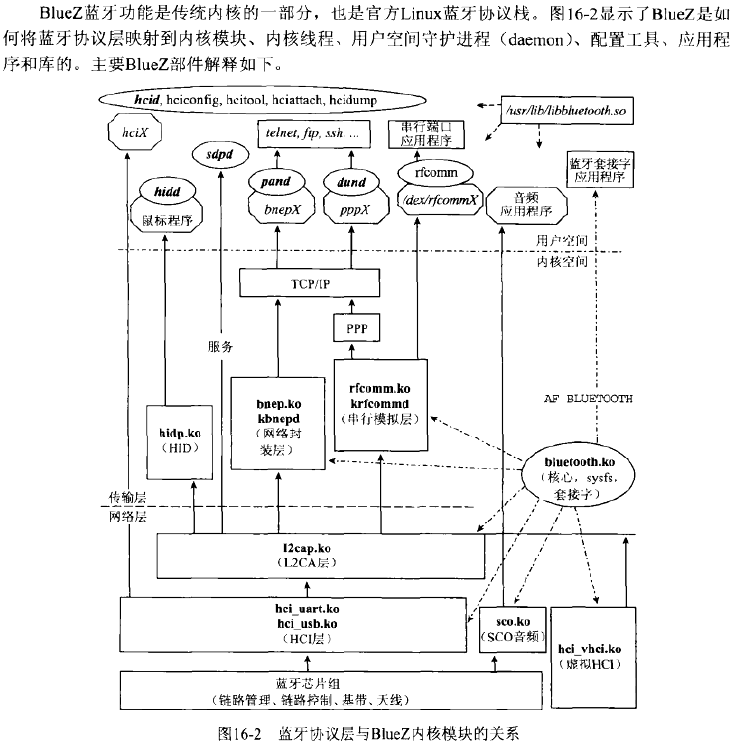 BlueZ蓝牙功能是传统内核的一部分，也是官方Linux蓝牙协议栈。图16-2显示了BlueZ是如
何将蓝牙协议层映射到内核模块、内核线程、用户空间守护进程（daemon）、配置工具、应用程
序和库的。主要BlueZ部件解释如下。
hcid, hciconfig, hcitool, hciattach, hcidump
/usr/lib/libbluetooth.so
hciX
sdpd
telnet, ftp, ssh ...
串行端口
应用程序
蓝牙套接字
应用程序
hidd
鼠标程序
pand
bnepX
dund
pppX
rfcomm
/dex/rfcommX
音频
应用程序
用户空间
内核空间
TCP/IP
PPP
服务
rfcomm.ko
krfcommd
(串行模拟层)
bnep.ko
kbnepd
(网络封
装层)
AF BLUETOOTH
hidp.ko
(HID)
bluetooth.ko
(核心，sysfs，
套接字)
传输层
网络层
l2cap.ko
(L2CA层)
hci_uart.ko
hci_usb.ko
(HCI层)
sco.ko
(SCO音频)
hci_vhci.ko
(虚拟HCI)
蓝牙芯片组
(链路管理、链路控制、基带、天线)
图16-2 蓝牙协议层与BlueZ内核模块的关系